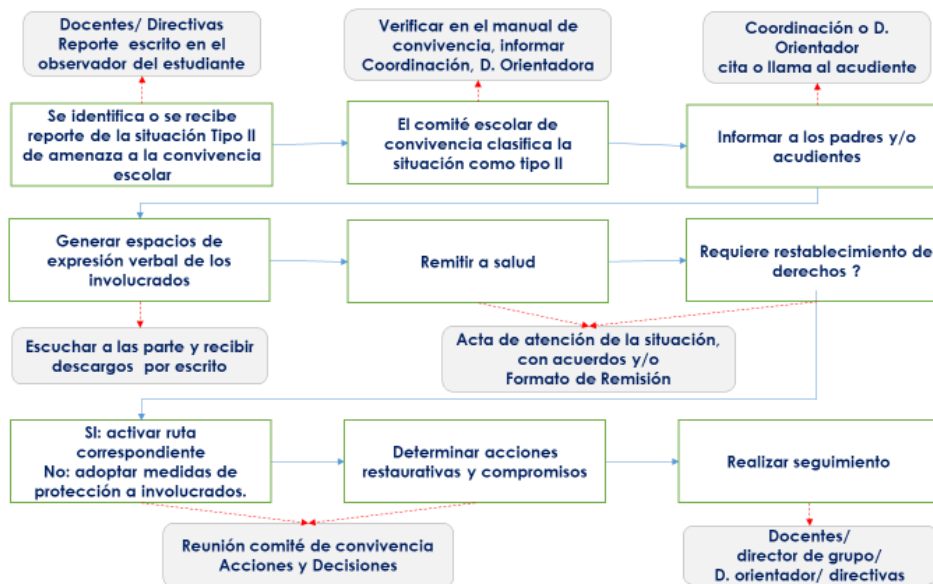 Docentes/ Directivas
Reporte escrito en el
observador del estudiante
Verificar en el manual de
convivencia, informar
Coordinación, D. Orientadora
Coordinación o D.
Orientador
cita o llama al acudiente
Se identifica o se recibe
reporte de la situación Tipo II
de amenaza a la convivencia
escolar
El comité escolar de
convivencia clasifica la
situación como tipo II
Informar a los padres y/o
acudientes
Generar espacios de
expresión verbal de los
involucrados
Remitir a salud
Requiere restablecimiento de
derechos ?
Escuchar a las parte y recibir
descargos por escrito
Acta de atención de la situación,
con acuerdos y/o
Formato de Remisión
SI: activar ruta
correspondiente
No: adoptar medidas de
protección a involucrados.
Determinar acciones
restaurativas y compromisos
Realizar seguimiento
Reunión comité de convivencia
Acciones y Decisiones
Docentes/
director de grupo/
D. orientador/ directivas